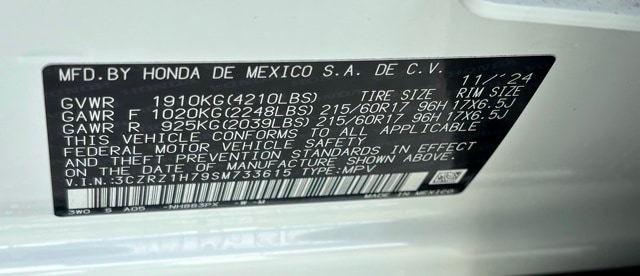 MFD.BY HONDA DE MEXICO S.A. DE C.V. 11/'24
GVWR 1910KG(4210LBS) TIRE SIZE RIM SIZE
GAWR F 1020KG(2248LBS) 215/60R17 96H 17X6.5J
GAWR R 925KG(2039LBS) 215/60R17 96H 17X6.5J
THIS VEHICLE CONFORMS TO ALL APPLICABLE
FEDERAL MOTOR VEHICLE SAFETY STANDARDS IN EFFECT
ON THE DATE OF MANUFACTURE SHOWN ABOVE.
V.I.N.:3CZRZ1H79SM733615 TYPE:MPV
3W0 S A05 NH883PX -W-M MADE IN MEXICO